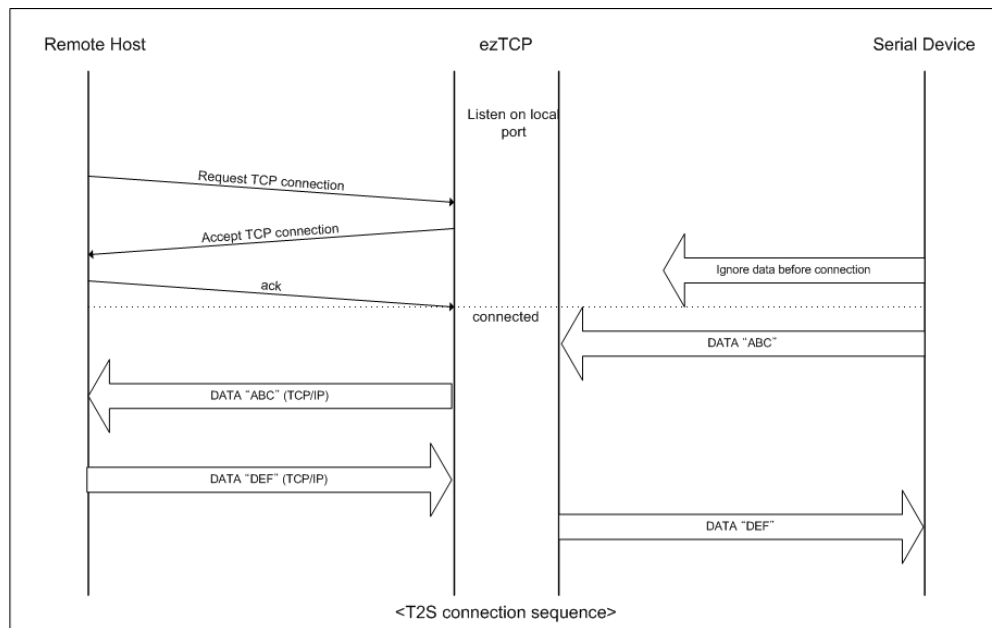 Remote Host
ezTCP
Serial Device
Listen on local
port
Request TCP connection
Accept TCP connection
Ignore data before connection
ack
connected
DATA “ABC”
DATA “ABC” (TCP/IP)
DATA “DEF” (TCP/IP)
DATA “DEF”
<T2S connection sequence>